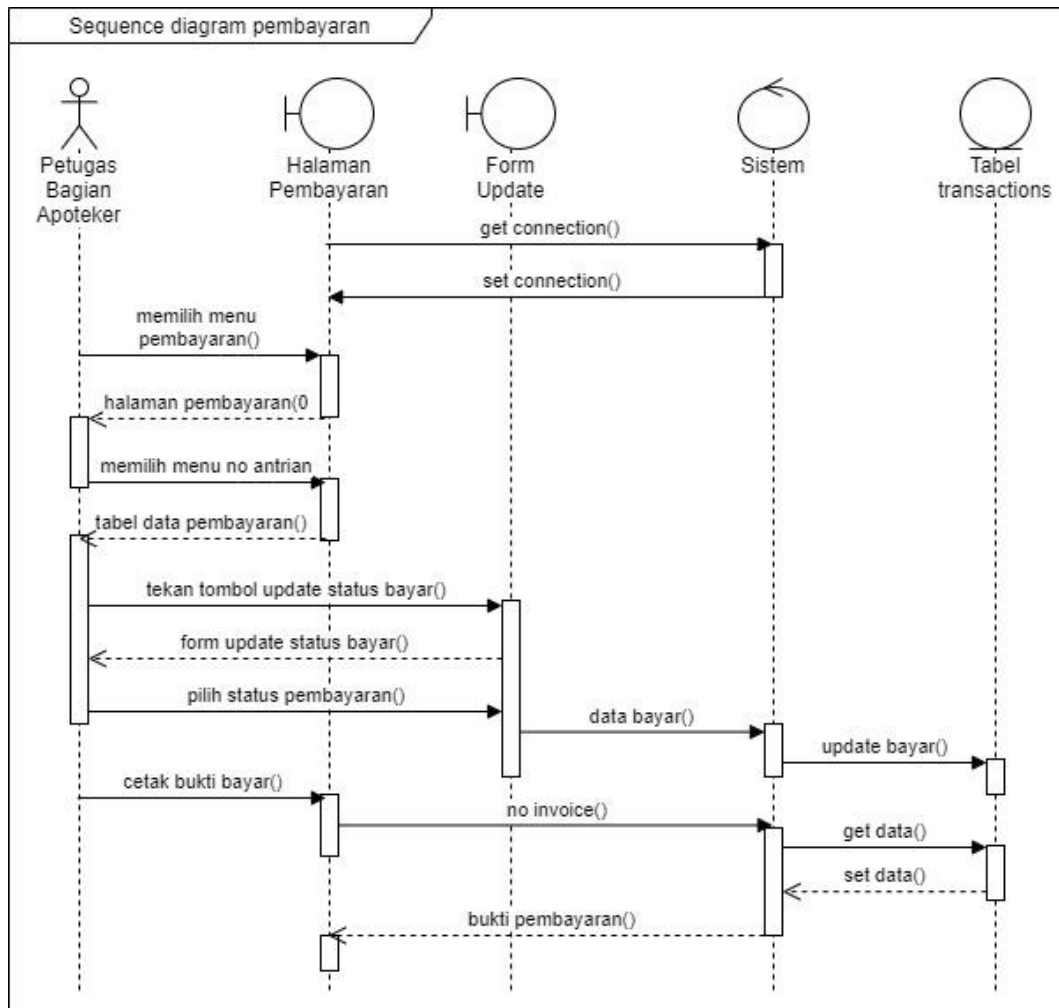 Sequence diagram pembayaran
Petugas
Bagian
Apoteker
Halaman
Pembayaran
Form
Update
Sistem
Tabel
transactions
get connection()
set connection()
memilih menu
pembayaran()
halaman pembayaran(0
memilih menu no antrian
tabel data pembayaran()
tekan tombol update status bayar()
form update status bayar()
pilih status pembayaran()
data bayar()
update bayar()
cetak bukti bayar()
no invoice()
get data()
set data()
bukti pembayaran()